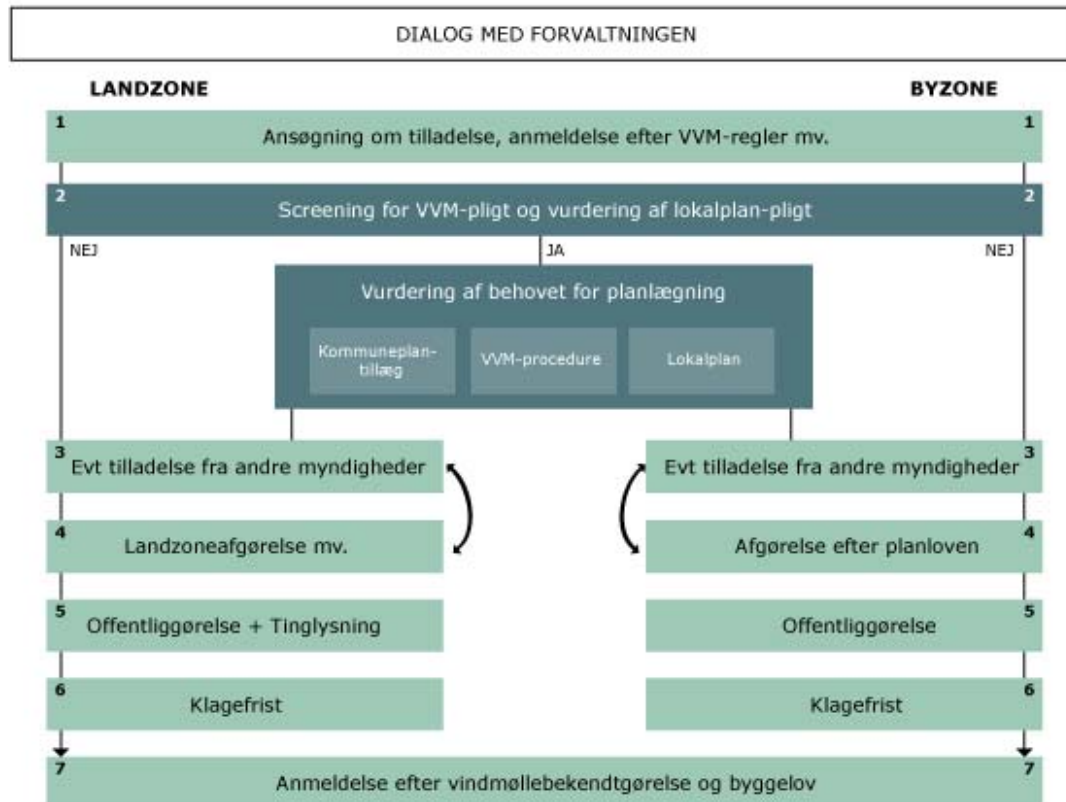 DIALOG MED FORVALTNINGEN
LANDZONE
BYZONE
1
Ansøgning om tilladelse, anmeldelse efter VVM-regler mv.
1
2
Screening for VVM-pligt og vurdering af lokalplan-pligt
2
NEJ
JA
NEJ
Vurdering af behovet for planlægning
Kommuneplan-
tillæg
VVM-procedure
Lokalplan
3
Evt tilladelse fra andre myndigheder
Evt tilladelse fra andre myndigheder
3
4
Landzoneafgørelse mv.
Afgørelse efter planloven
4
5
Offentliggørelse + Tinglysning
Offentliggørelse
5
6
Klagefrist
Klagefrist
6
7
Anmeldelse efter vindmøllebekendtgørelse og byggelov
7